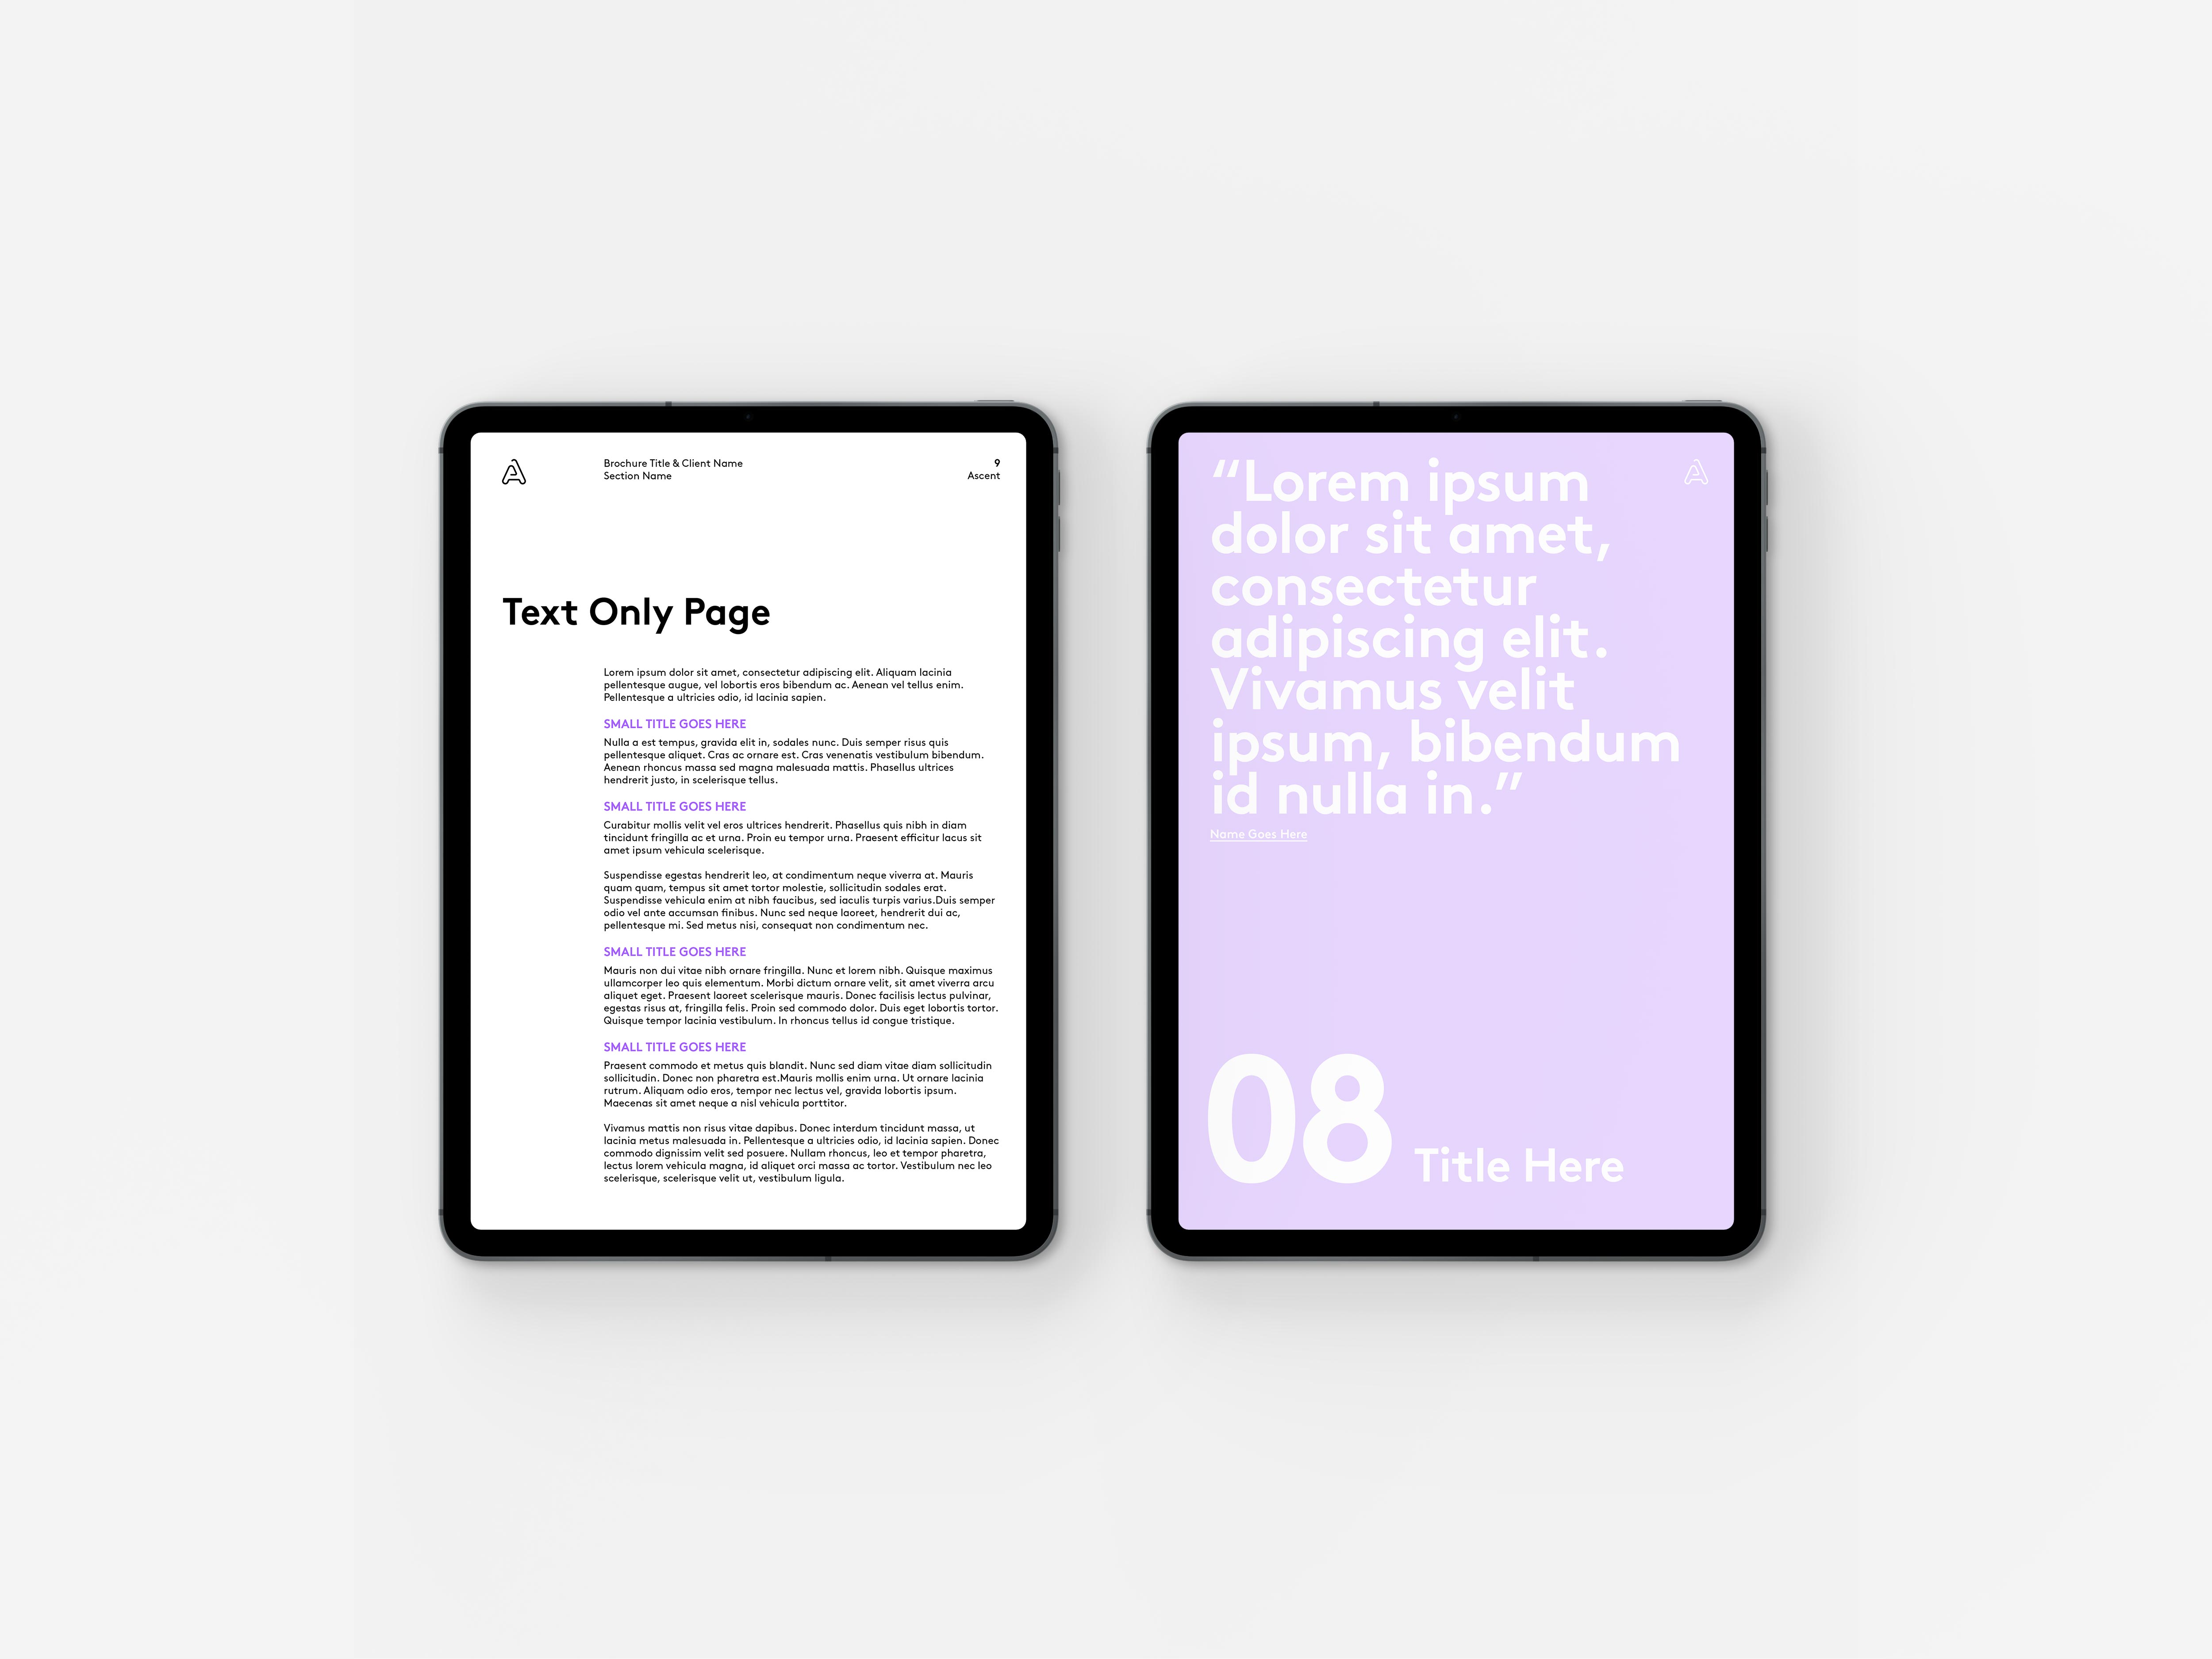 Brochure Title & Client Name
Section Name
9
Ascent
Text Only Page
Lorem ipsum dolor sit amet, consectetur adipiscing elit. Aliquam lacinia
pellentesque augue, vel lobortis eros bibendum ac. Aenean vel tellus enim.
Pellentesque a ultricies odio, id lacinia sapien.
SMALL TITLE GOES HERE
Nulla a est tempus, gravida elit in, sodales nunc. Duis semper risus quis
pellentesque aliquet. Cras ac ornare est. Cras venenatis vestibulum bibendum.
Aenean rhoncus massa sed magna malesuada mattis. Phasellus ultrices
hendrerit justo, in scelerisque tellus.
SMALL TITLE GOES HERE
Curabitur mollis velit vel eros ultrices hendrerit. Phasellus quis nibh in diam
tincidunt fringilla ac et urna. Proin eu tempor urna. Praesent efficitur lacus sit
amet ipsum vehicula scelerisque.
Suspendisse egestas hendrerit leo, at condimentum neque viverra at. Mauris
quam quam, tempus sit amet tortor molestie, sollicitudin sodales erat.
Suspendisse vehicula enim at nibh faucibus, sed iaculis turpis varius.Duis semper
odio vel ante accumsan finibus. Nunc sed neque laoreet, hendrerit dui ac,
pellentesque mi. Sed metus nisi, consequat non condimentum nec.
SMALL TITLE GOES HERE
Mauris non dui vitae nibh ornare fringilla. Nunc et lorem nibh. Quisque maximus
ullamcorper leo quis elementum. Morbi dictum ornare velit, sit amet viverra arcu
aliquet eget. Praesent laoreet scelerisque mauris. Donec facilisis lectus pulvinar,
egestas risus at, fringilla felis. Proin sed commodo dolor. Duis eget lobortis tortor.
Quisque tempor lacinia vestibulum. In rhoncus tellus id congue tristique.
SMALL TITLE GOES HERE
Praesent commodo et metus quis blandit. Nunc sed diam vitae diam sollicitudin
sollicitudin. Donec non pharetra est.Mauris mollis enim urna. Ut ornare lacinia
rutrum. Aliquam odio eros, tempor nec lectus vel, gravida lobortis ipsum.
Maecenas sit amet neque a nisl vehicula porttitor.
Vivamus mattis non risus vitae dapibus. Donec interdum tincidunt massa, ut
lacinia metus malesuada in. Pellentesque a ultricies odio, id lacinia sapien. Donec
commodo dignissim velit sed posuere. Nullam rhoncus, leo et tempor pharetra,
lectus lorem vehicula magna, id aliquet orci massa ac tortor. Vestibulum nec leo
scelerisque, scelerisque velit ut, vestibulum ligula.
“Lorem ipsum
dolor sit amet,
consectetur
adipiscing elit.
Vivamus velit
ipsum, bibendum
id nulla in.”
Name Goes Here
08 Title Here